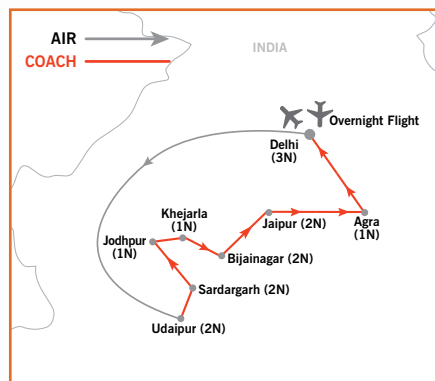 AIR
INDIA
COACH
Overnight Flight
Delhi
(3N)
Khejarla
(1N)
Jaipur (2N)
Agra
(1N)
Jodhpur
(1N)
Bijainagar (2N)
Sardargarh (2N)
Udaipur (2N)